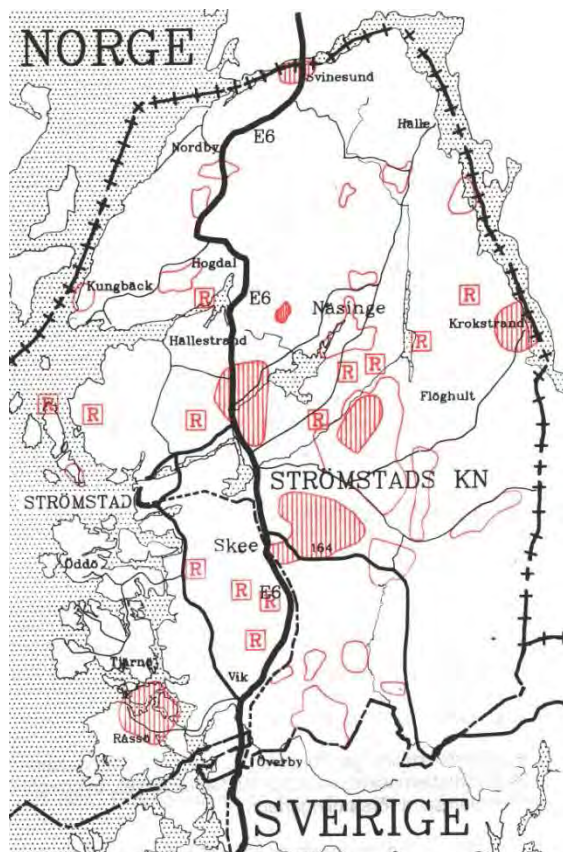 NORGE
Svinesund
E6
Hälle
Nordby
Hogdal
Kungbäck
R
E6
R
Näsinge
Krokstrand
Hällestrand
R
R
R
Flöghult
R
R
R
R
STRÖMSTAD
STRÖMSTADS KN
Skee
164
Öddö
R
R
E6
R
R
Tjärnö
Vik
Råssö
Överby
SVERIGE